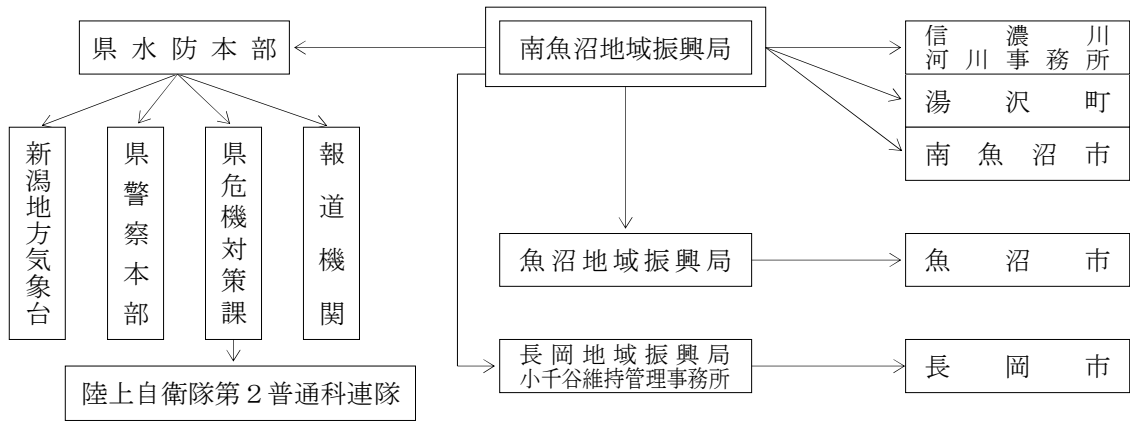 県水防本部
南魚沼地域振興局
信濃川
河川事務所
湯沢町
南魚沼市
新潟地方気象台
県警察本部
県危機対策課
報道機関
魚沼地域振興局
魚沼市
長岡地域振興局
小千谷維持管理事務所
長岡市
陸上自衛隊第２普通科連隊